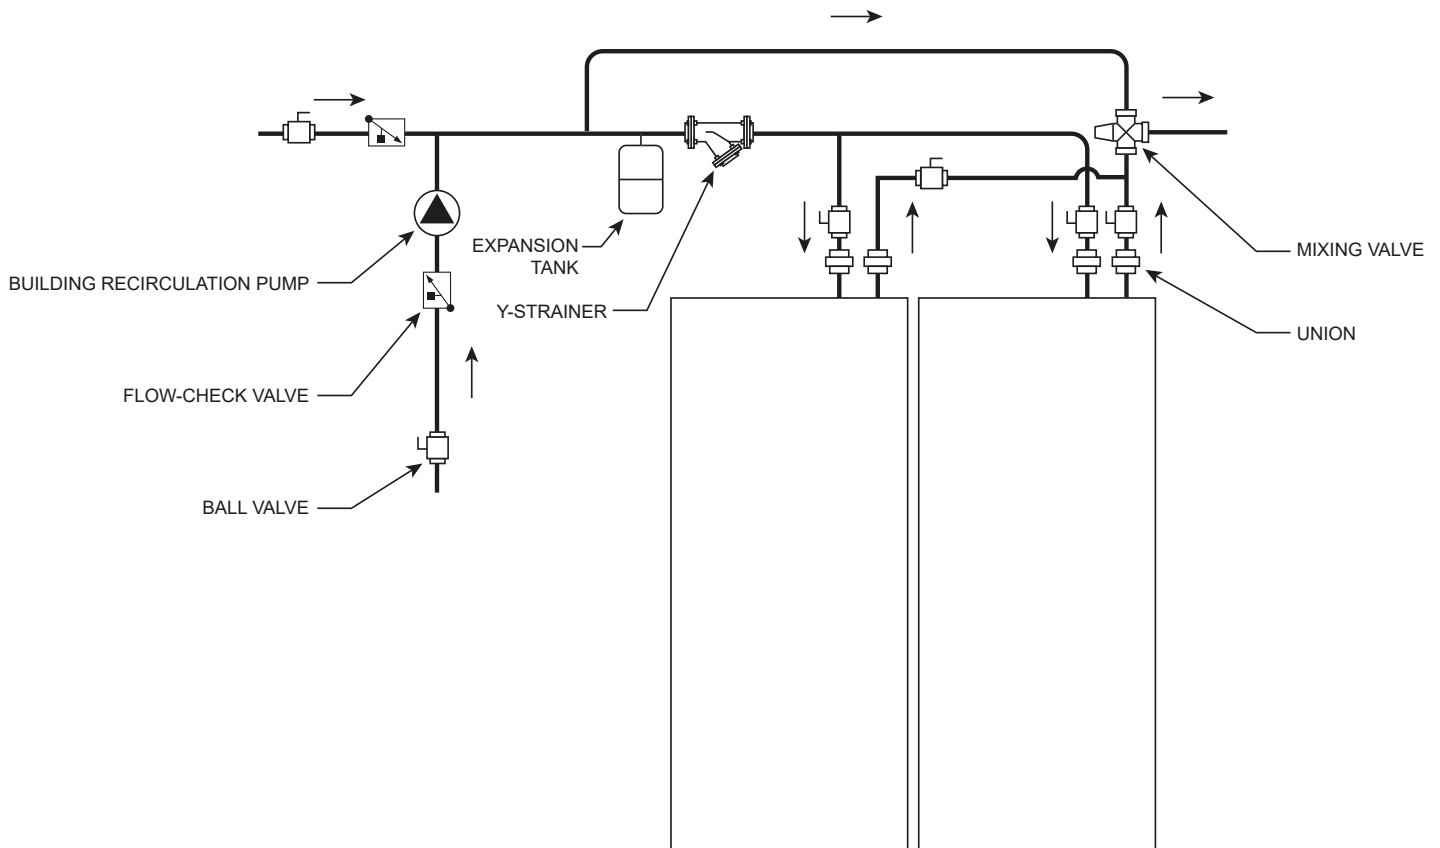 EXPANSION
TANK
MIXING VALVE
BUILDING RECIRCULATION PUMP
Y-STRAINER
UNION
FLOW-CHECK VALVE
BALL VALVE